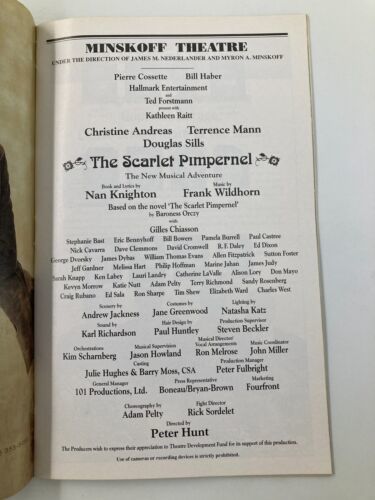 MINSKOFF THEATRE
UNDER THE DIRECTION OF JAMES M. NEDERLANDER AND MYRON A. MINSKOFF
Pierre Cossette Bill Haber
Hallmark Entertainment
and
Ted Forstmann
present with
Kathleen Raitt
Christine Andreas Terrence Mann
Douglas Sills
The Scarlet Pimpernel
The New Musical Adventure
Book and Lyrics by Music by
Nan Knighton Frank Wildhorn
Based on the novel "The Scarlet Pimpernel"
by Baroness Orczy
with
Gilles Chiasson
Stephanie Bast Eric Bennyhoff Bill Bowers Pamela Burrell Paul Castree
Nick Cavarra Dave Clemmons David Cromwell R.F. Daley Ed Dixon
George Dvorsky James Dybas William Thomas Evans Allen Fitzpatrick Sutton Foster
Jeff Gardner Melissa Hart Philip Hoffman Marine Jahan James Judy
Sarah Knapp Ken Labey Lauri Landry Catherine LaValle Alison Lory Don Mayo
Kevyn Morrow Katie Nutt Adam Pelty Terry Richmond Sandy Rosenberg
Craig Rubano Ed Sala Ron Sharpe Tim Shew Elizabeth Ward Charles West
Scenery by Costumes by Lighting by
Andrew Jackness Jane Greenwood Natasha Katz
Sound by Hair Design by Production Supervisor
Karl Richardson Paul Huntley Steven Beckler
Orchestrations Musical Supervision Musical Director/ Vocal Arrangements Music Coordinator
Kim Scharnberg Jason Howland Ron Melrose John Miller
Casting Production Manager
Julie Hughes & Barry Moss, CSA Peter Fulbright
General Manager Press Representative Marketing
101 Productions, Ltd. Boneau/Bryan-Brown Fourfront
Choreography by Fight Director
Adam Pelty Rick Sordelet
Directed by
Peter Hunt
The Producers wish to express their appreciation to Theatre Development Fund for its support of this production.
Use of cameras or recording devices is strictly prohibited.